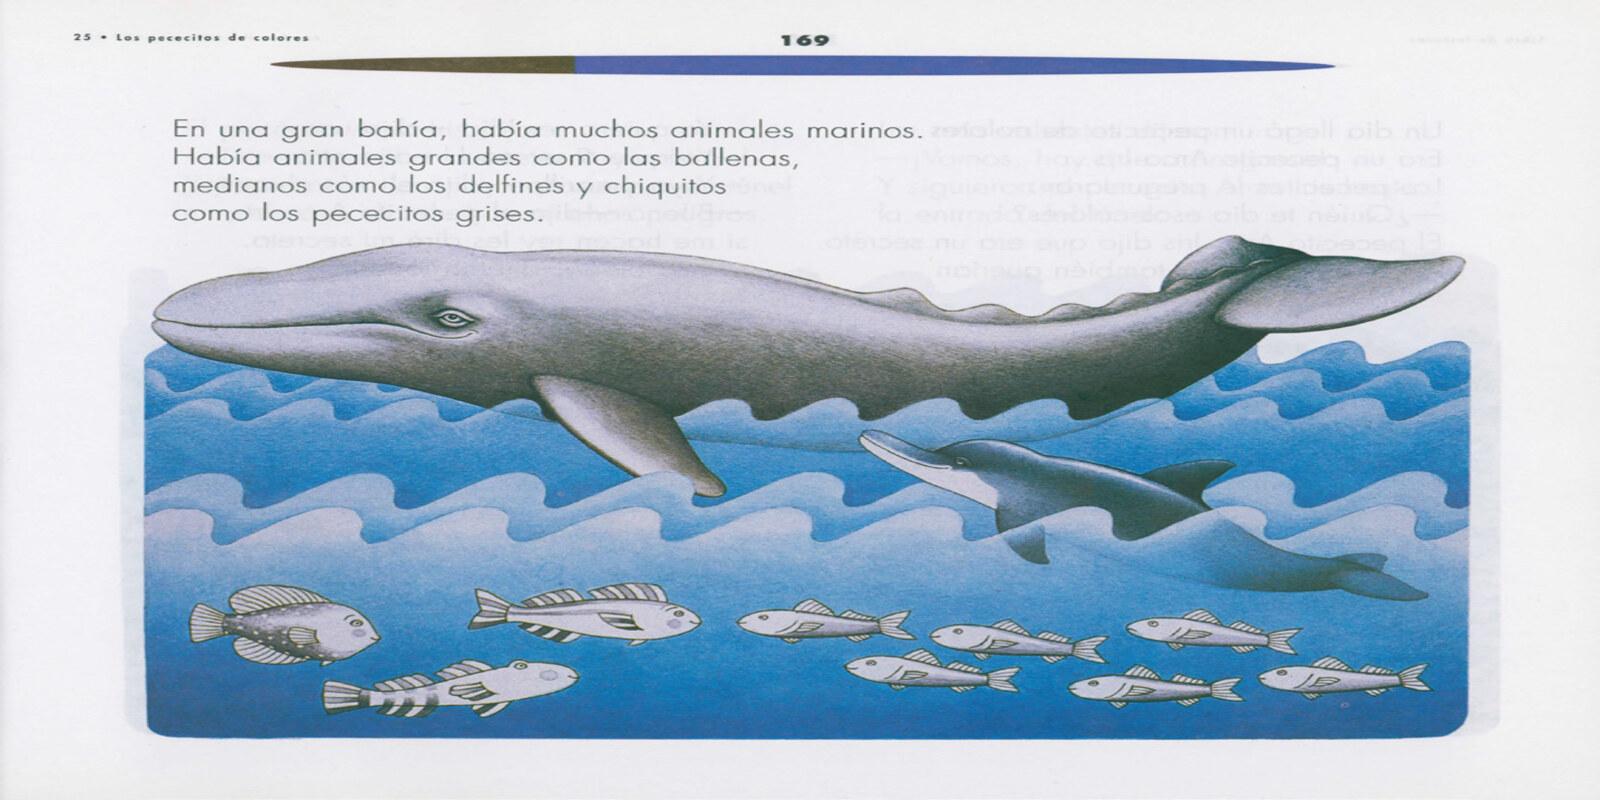 25 • Los pececitos de colores
169
En una gran bahía, había muchos animales marinos.
Había animales grandes como las ballenas,
medianos como los delfines y chiquitos
como los pececitos grises.